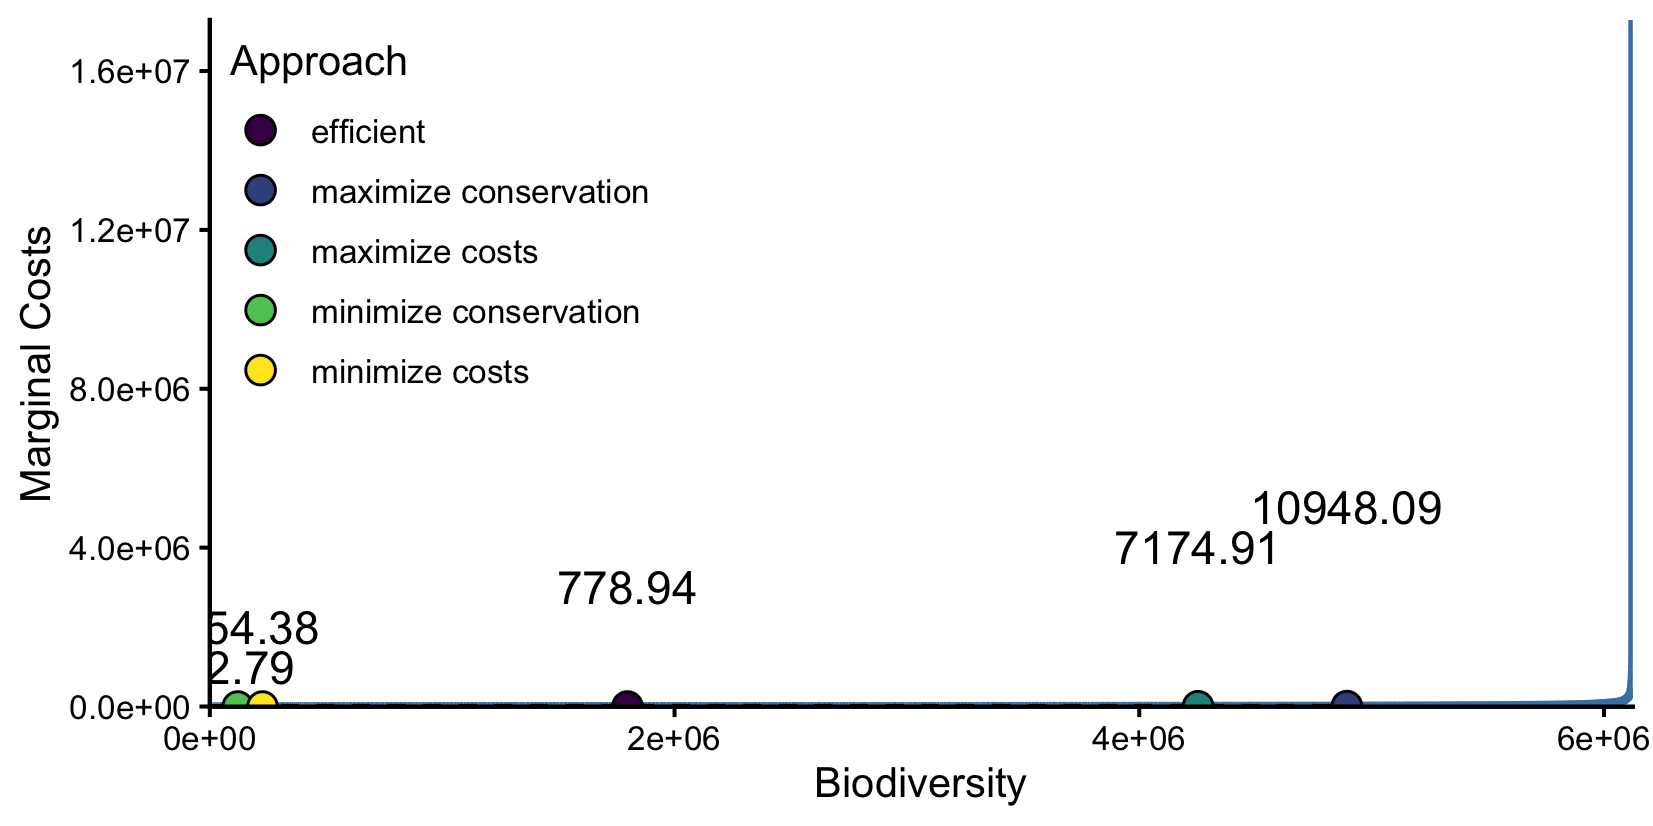 Approach
efficient
maximize conservation
maximize costs
minimize conservation
minimize costs
Marginal Costs
1.6e+07
1.2e+07
8.0e+06
4.0e+06
0.0e+00
10948.09
7174.91
778.94
54.38
2.79
0e+00
2e+06
4e+06
6e+06
Biodiversity